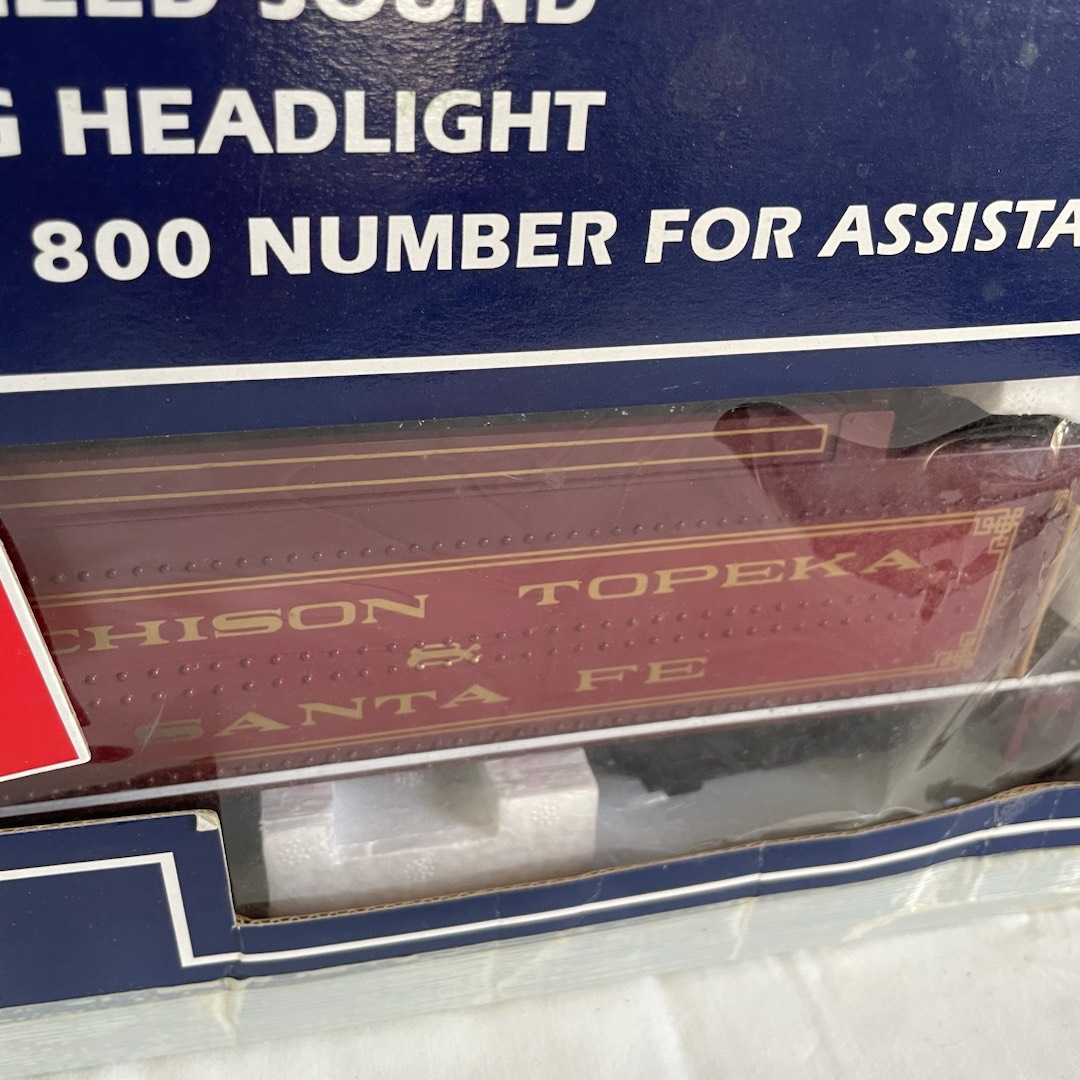 HEADLIGHT
800 NUMBER FOR ASSISTA
CHISON TOPEKA
&
SANTA FE